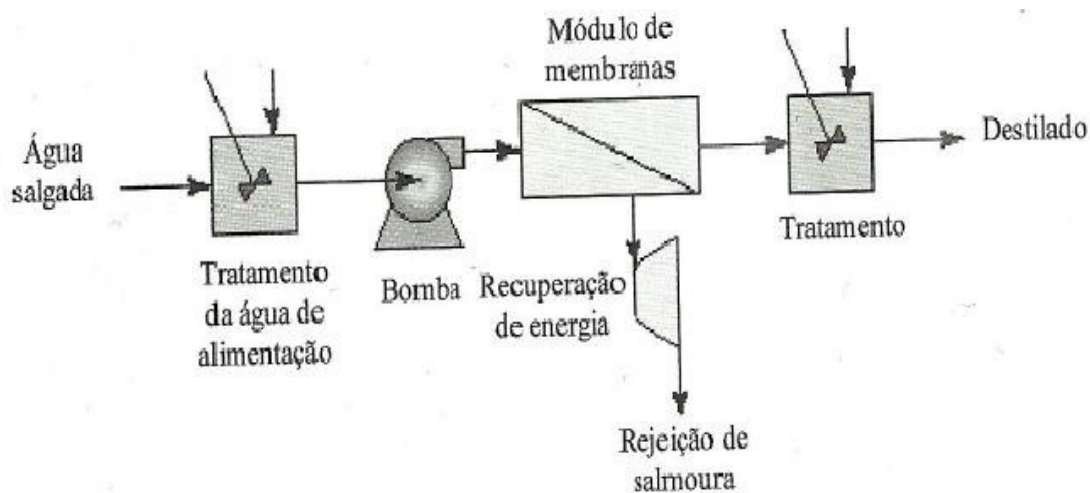 Módulo de
membranas
Água
salgada
Destilado
Tratamento
da água de
alimentação
Bomba
Recuperação
de energia
Tratamento
Rejeição de
salmoura